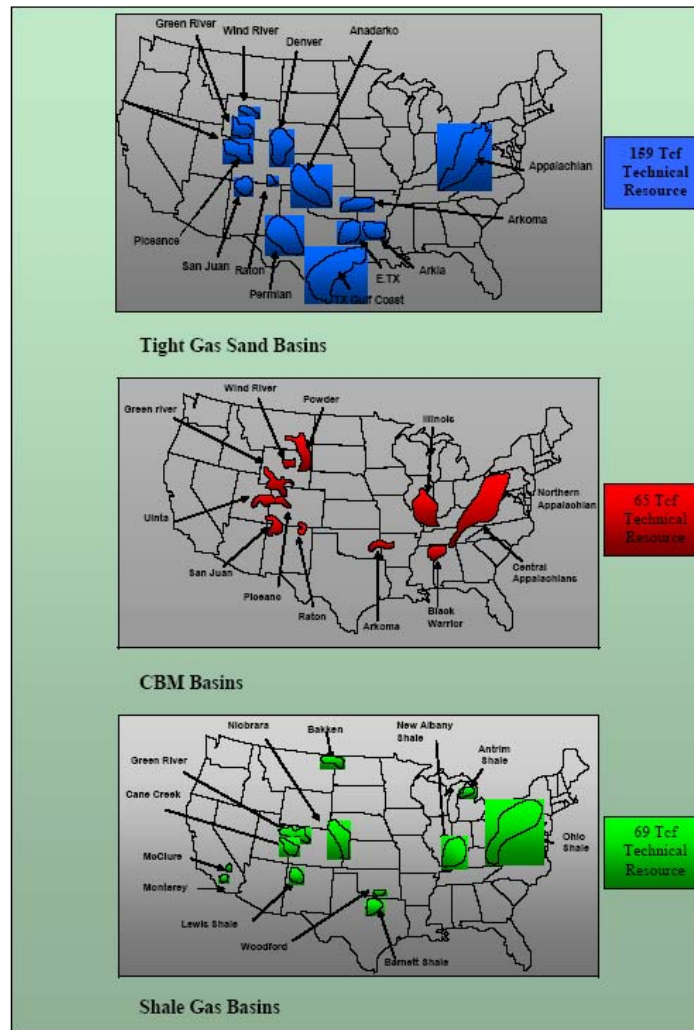 Green River
Wind River
Denver
Anadarko
Appalachian
159 Tcf
Technical
Resource
Arkoma
Piceance
San Juan
Raton
Permian
E.TX
Arkla
TX Gulf Coast
Tight Gas Sand Basins
Wind River
Powder
Green river
Illinois
Northern
Appalaohian
65 Tcf
Technical
Resource
Uinta
San Juan
Pioeano
Raton
Arkoma
Black
Warrior
Central
Appalachians
CBM Basins
Niobrara
Bakken
New Albany
Shale
Antrim
Shale
Green River
Cane Creek
69 Tcf
Technical
Resource
Ohio
Shale
MoClure
Monterey
Lewis Shale
Woodford
Barnett Shale
Shale Gas Basins